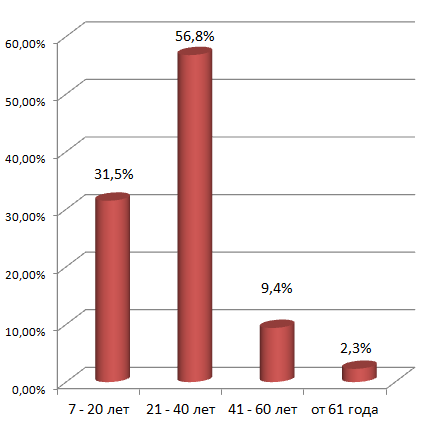 60,00%
50,00%
40,00%
30,00%
20,00%
10,00%
0,00%
31,5%
56,8%
9,4%
2,3%
7 - 20 лет
21 - 40 лет
41 - 60 лет
от 61 года